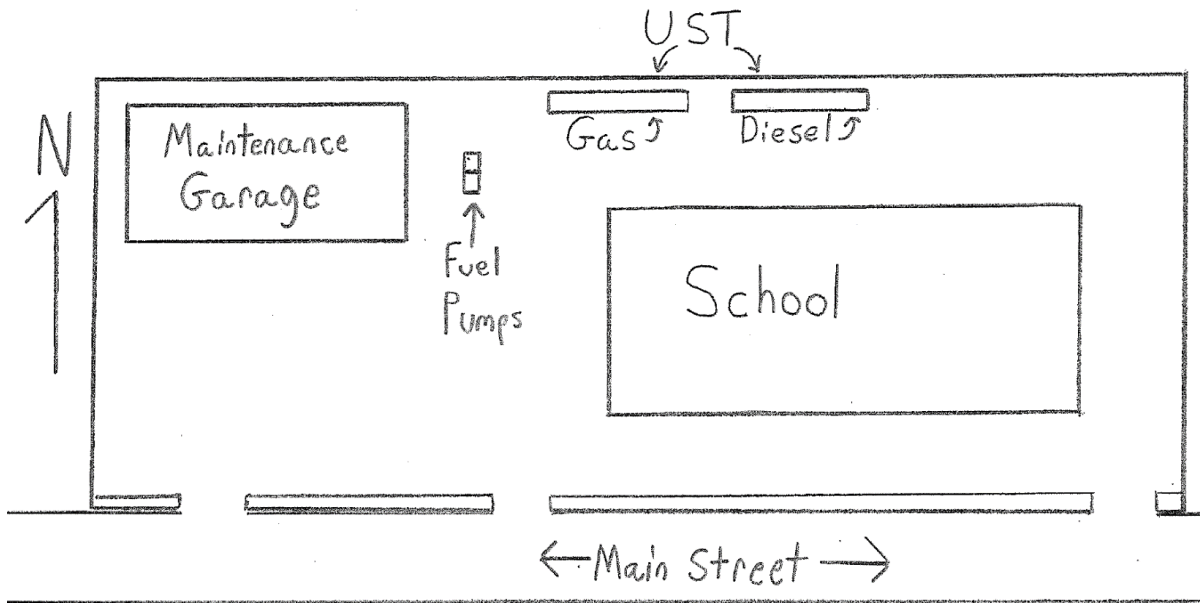 UST
N
Gas
Diesel
Maintenance
Garage
Fuel
Pumps
School
Main Street